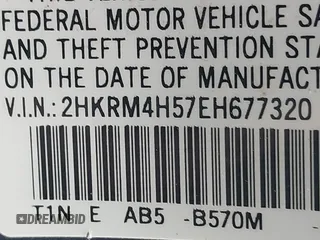 FEDERAL MOTOR VEHICLE SA
AND THEFT PREVENTION STA
ON THE DATE OF MANUFACT
V.I.N.: 2HKRM4H57EH677320
T1N E AB5 -B570M
DREAMBID